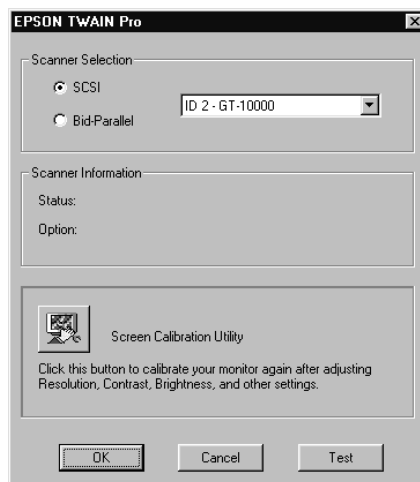 EPSON TWAIN Pro
Scanner Selection
SCSI
ID 2 - GT-10000
Bid-Parallel
Scanner Information
Status:
Option:
Screen Calibration Utility
Click this button to calibrate your monitor again after adjusting
Resolution, Contrast, Brightness, and other settings.
OK Cancel Test